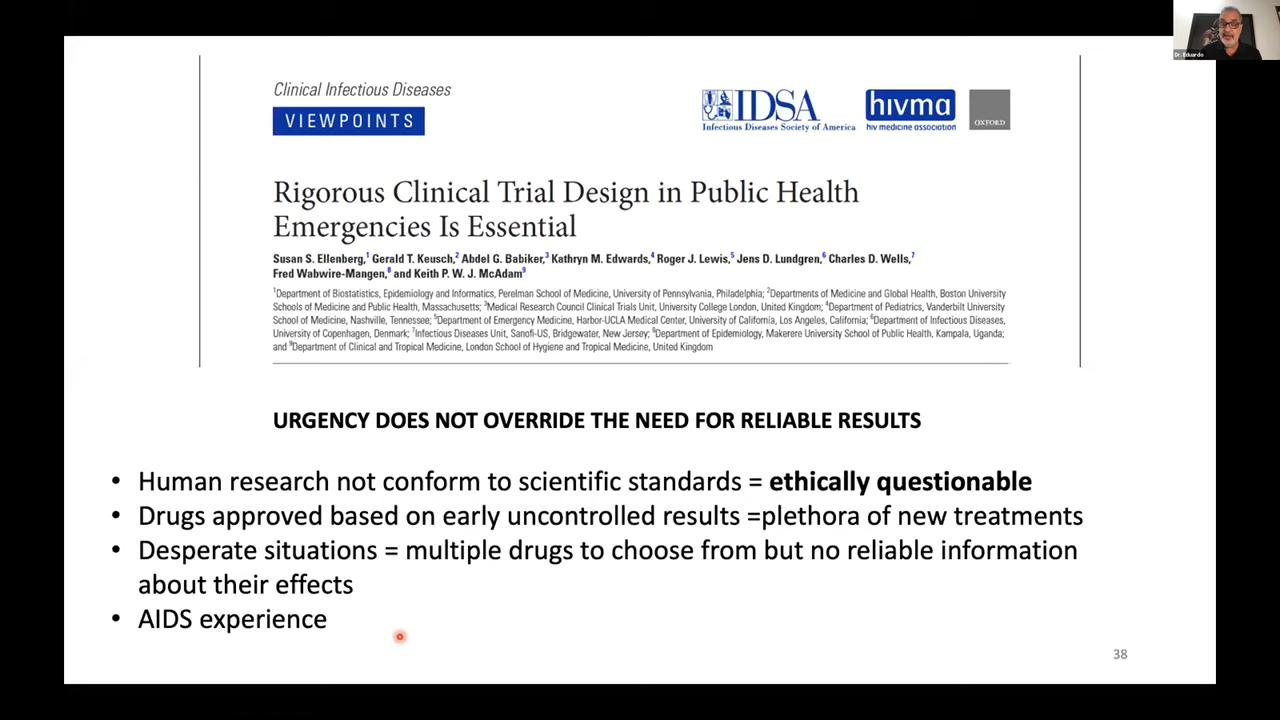 Dr. Eduardo
Clinical Infectious Diseases
VIEWPOINTS
IDSA
Infectious Diseases Society of America
hivma
hiv medicine association
OXFORD
Rigorous Clinical Trial Design in Public Health
Emergencies Is Essential
Susan S. Ellenberg,1 Gerald T. Keusch,2 Abdel G. Babiker,3 Kathryn M. Edwards,4 Roger J. Lewis,5 Jens D. Lundgren,6 Charles D. Wells,7
Fred Wabwire-Mangen,8 and Keith P. W. J. McAdam9
1Department of Biostatistics, Epidemiology and Informatics, Perelman School of Medicine, University of Pennsylvania, Philadelphia; 2Departments of Medicine and Global Health, Boston University
Schools of Medicine and Public Health, Massachusetts; 3Medical Research Council Clinical Trials Unit, University College London, United Kingdom; 4Department of Pediatrics, Vanderbilt University
School of Medicine, Nashville, Tennessee; 5Department of Emergency Medicine, Harbor-UCLA Medical Center, University of California, Los Angeles, California; 6Department of Infectious Diseases,
University of Copenhagen, Denmark; 7Infectious Diseases Unit, Sanofi-US, Bridgewater, New Jersey; 8Department of Epidemiology, Makerere University School of Public Health, Kampala, Uganda;
and 9Department of Clinical and Tropical Medicine, London School of Hygiene and Tropical Medicine, United Kingdom
URGENCY DOES NOT OVERRIDE THE NEED FOR RELIABLE RESULTS
• Human research not conform to scientific standards = ethically questionable
• Drugs approved based on early uncontrolled results =plethora of new treatments
• Desperate situations = multiple drugs to choose from but no reliable information
about their effects
• AIDS experience
38